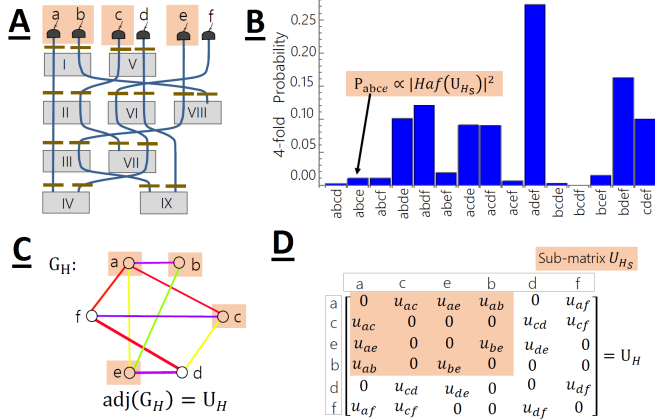 A
a b c d e f
I V
II VI VIII
III VII
IV IX
B
4-fold Probability
0.25
0.20
0.15
0.10
0.05
0.00
P_abce ∝ |Haf(U_H_S)|²
abcd abce abcf abde abdf abef acde acdf acef adef bcde bcdf bcef bdef cdef
C
G_H:
a b
f c
e d
adj(G_H) = U_H
D
Sub-matrix U_H_S
a c e b d f
a 0 u_ac u_ae u_ab 0 u_af
c u_ac 0 0 0 u_cd u_cf
e u_ae 0 0 u_be u_de 0
b u_ab 0 u_be 0 0 0
d 0 u_cd u_de 0 0 u_df
f u_af u_cf 0 0 u_df 0
= U_H